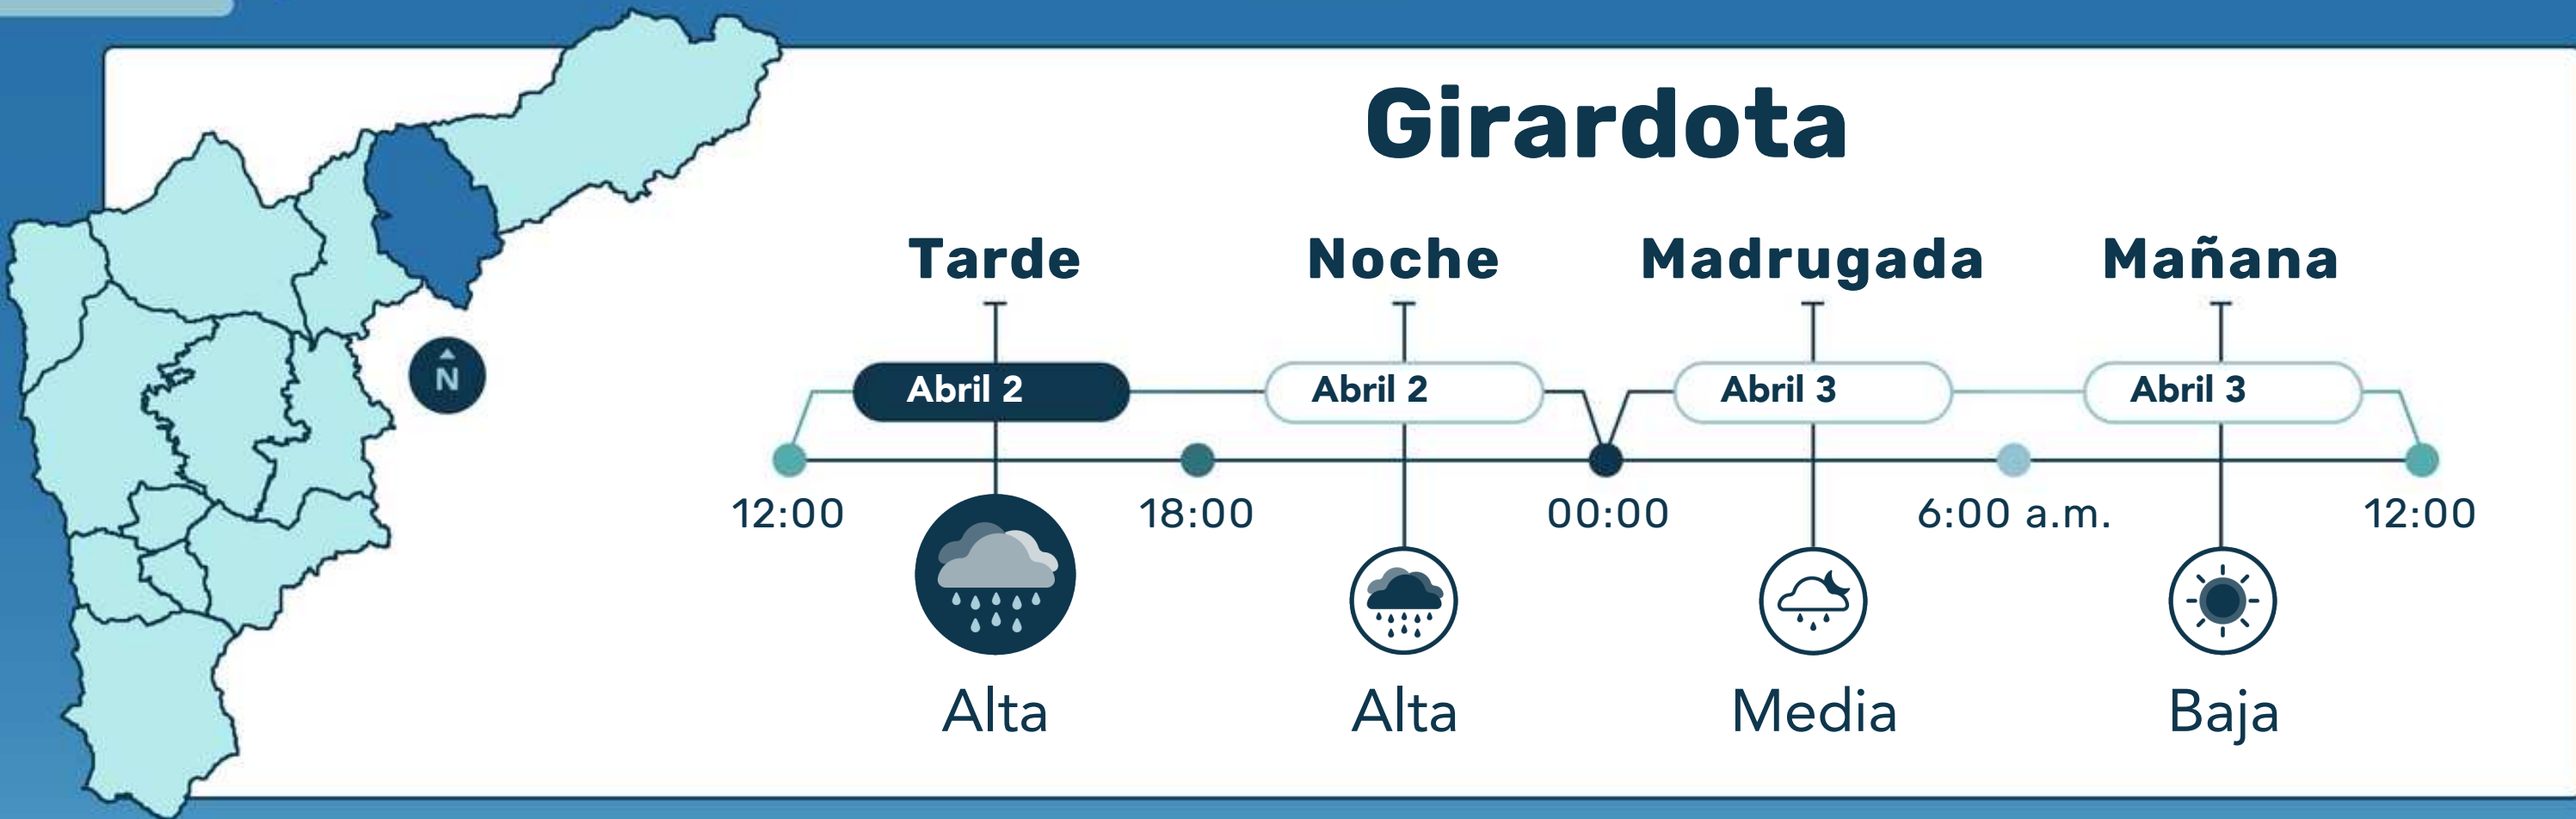 Girardota
Tarde Noche Madrugada Mañana
Abril 2 Abril 2 Abril 3 Abril 3
N
12:00 18:00 00:00 6:00 a.m. 12:00
Alta Alta Media Baja